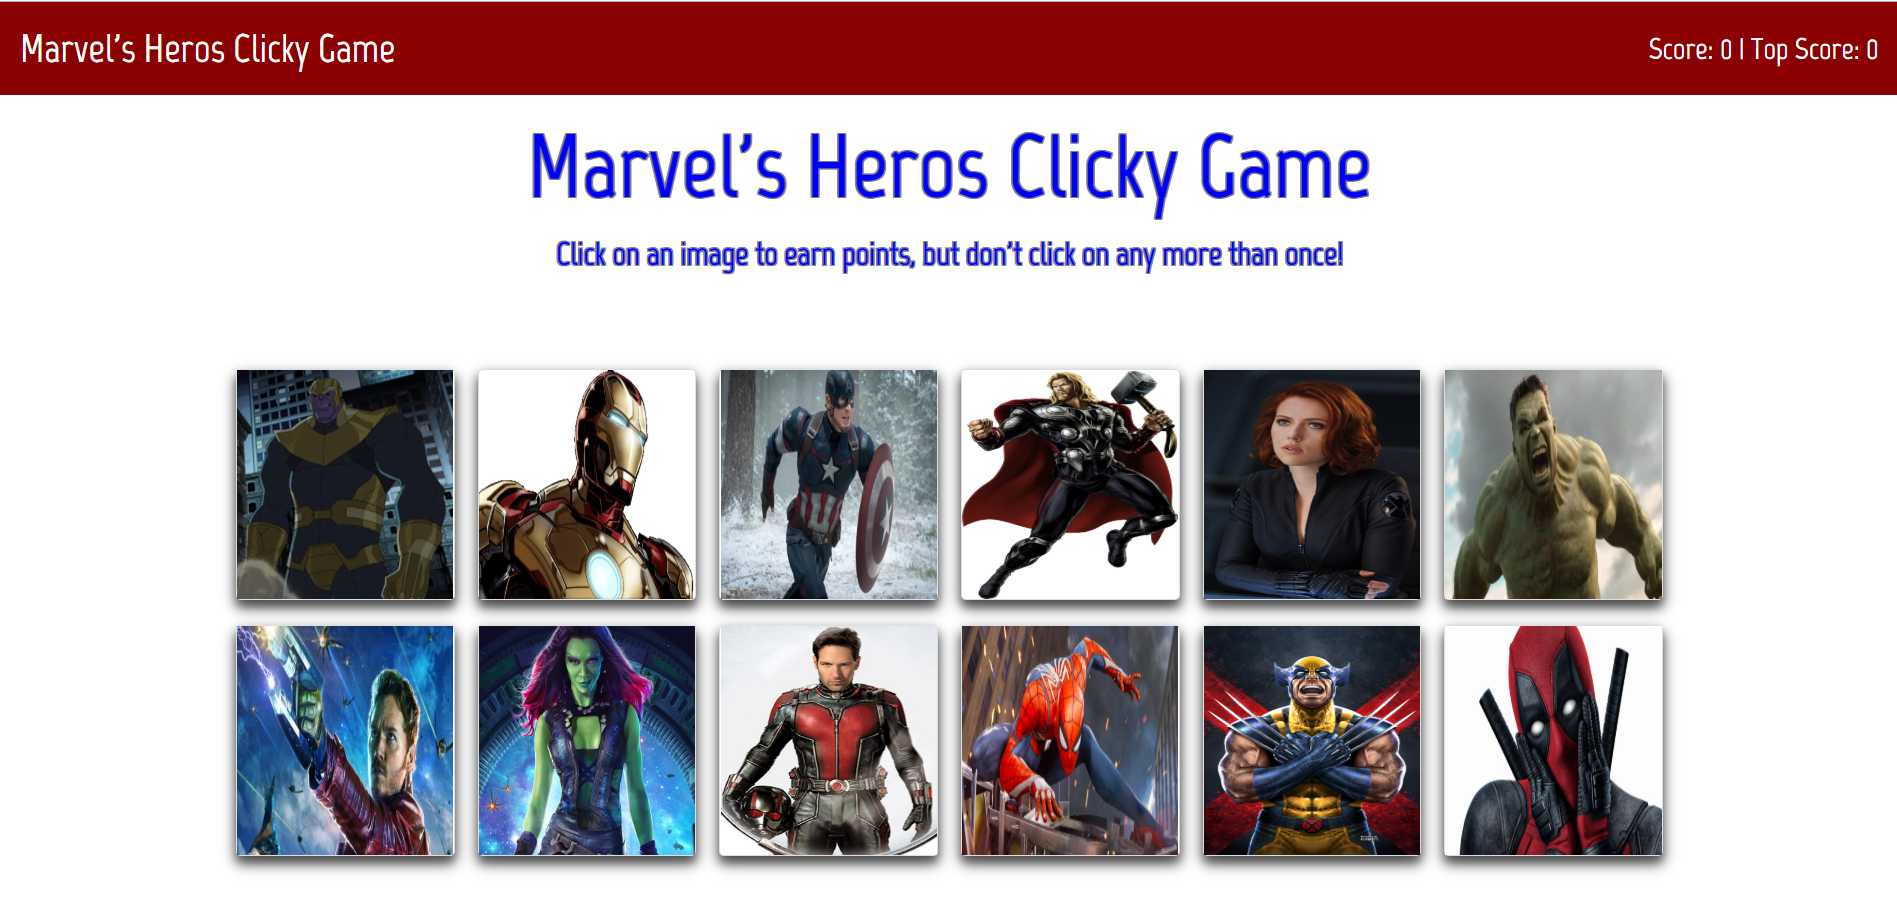 Marvel's Heros Clicky Game
Score: 0 | Top Score: 0
Marvel's Heros Clicky Game
Click on an image to earn points, but don't click on any more than once!